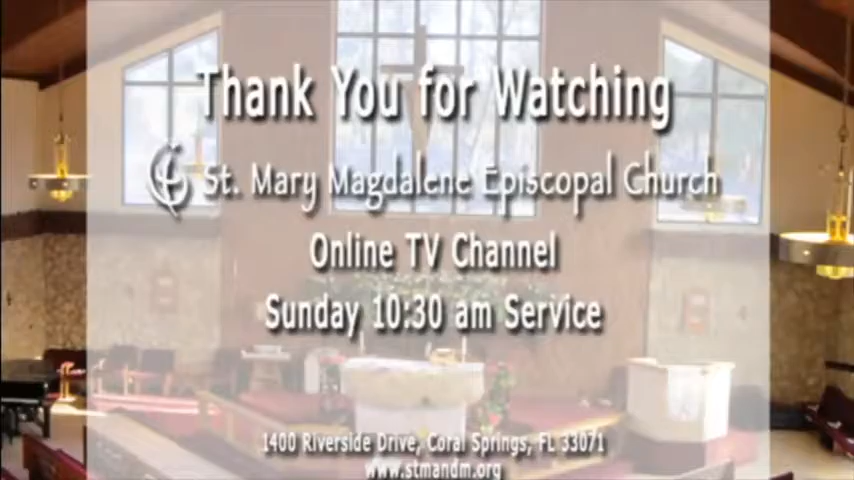 Thank You for Watching
St. Mary Magdalene Episcopal Church
Online TV Channel
Sunday 10:30 am Service
1400 Riverside Drive, Coral Springs, FL 33071
www.stmandm.org